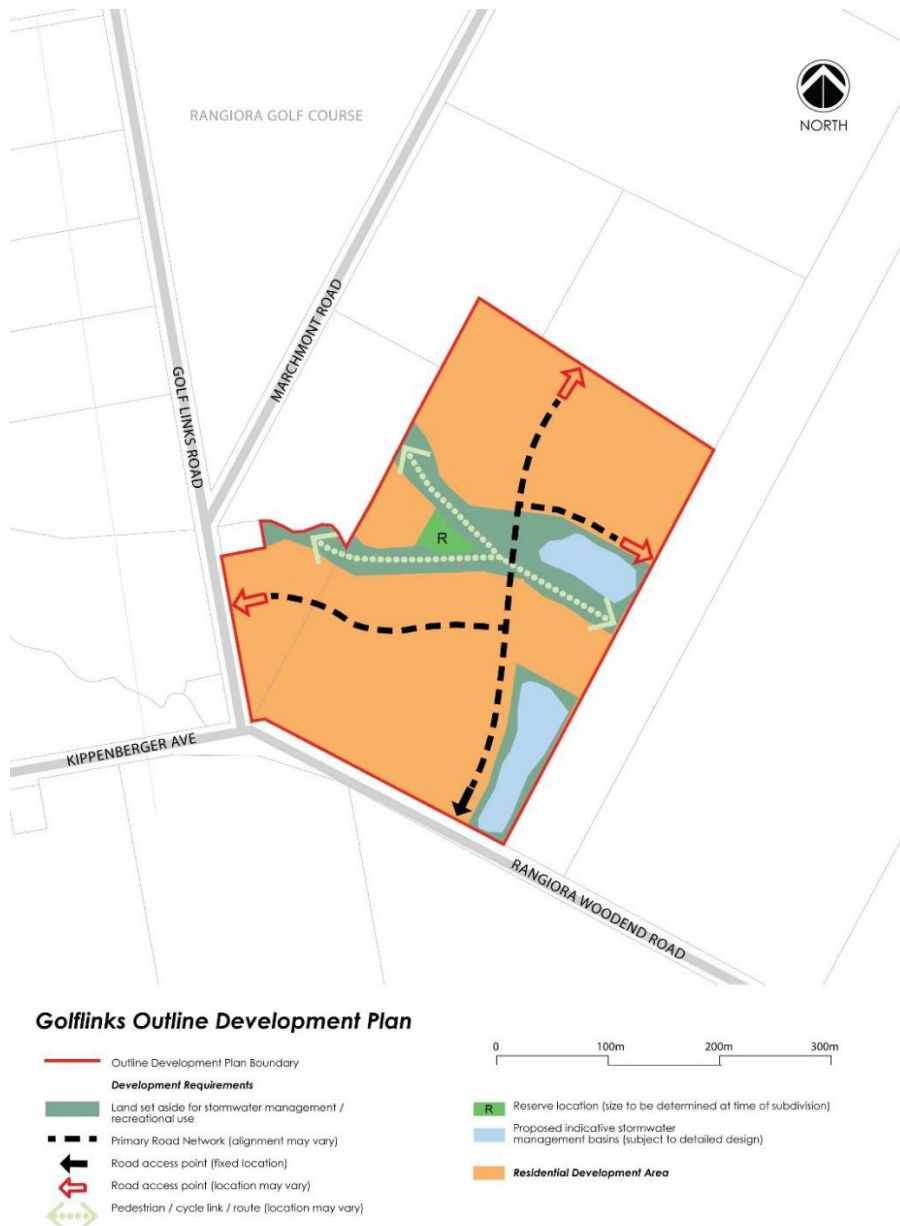 RANGIORA GOLF COURSE
NORTH
MARCHMONT ROAD
GOLF LINKS ROAD
R
KIPPENBERGER AVE
RANGIORA WOODEND ROAD
Golflinks Outline Development Plan
Outline Development Plan Boundary
Development Requirements
Land set aside for stormwater management /
recreational use
Primary Road Network (alignment may vary)
Road access point (fixed location)
Road access point (location may vary)
Pedestrian / cycle link / route (location may vary)
0 100m 200m 300m
R Reserve location (size to be determined at time of subdivision)
Proposed indicative stormwater
management basins (subject to detailed design)
Residential Development Area